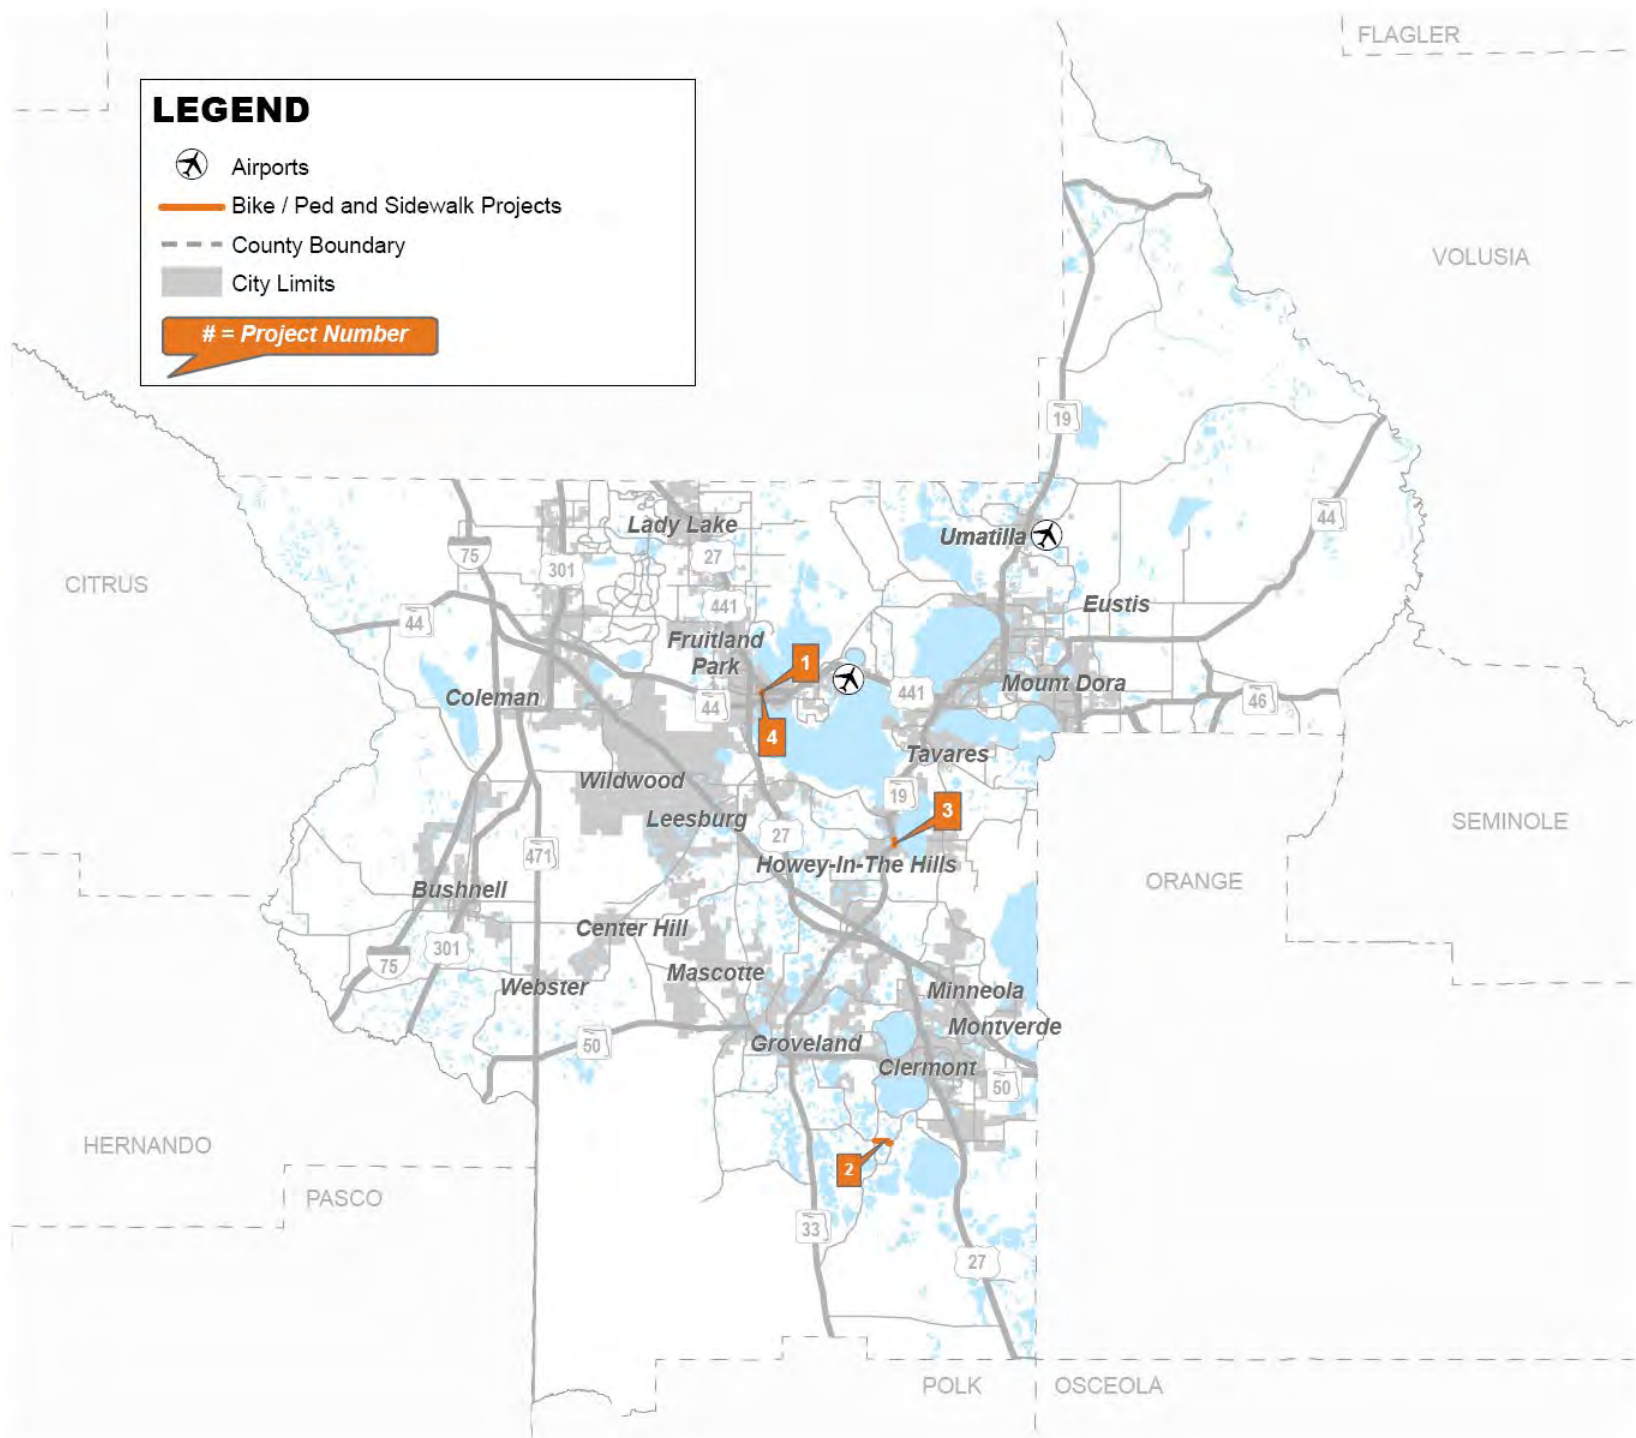 FLAGLER
LEGEND
Airports
Bike / Ped and Sidewalk Projects
County Boundary
City Limits
# = Project Number
VOLUSIA
19
44
Lady Lake
Umatilla
75
27
301
CITRUS
441
Eustis
44
Fruitland
Park
1
Mount Dora
441
Coleman
44
46
4
Tavares
Wildwood
19
3
Leesburg
27
SEMINOLE
471
Howey-In-The Hills
Bushnell
ORANGE
Center Hill
301
75
Mascotte
Webster
Minneola
Montverde
50
Groveland
Clermont
50
HERNANDO
2
PASCO
33
27
POLK
OSCEOLA